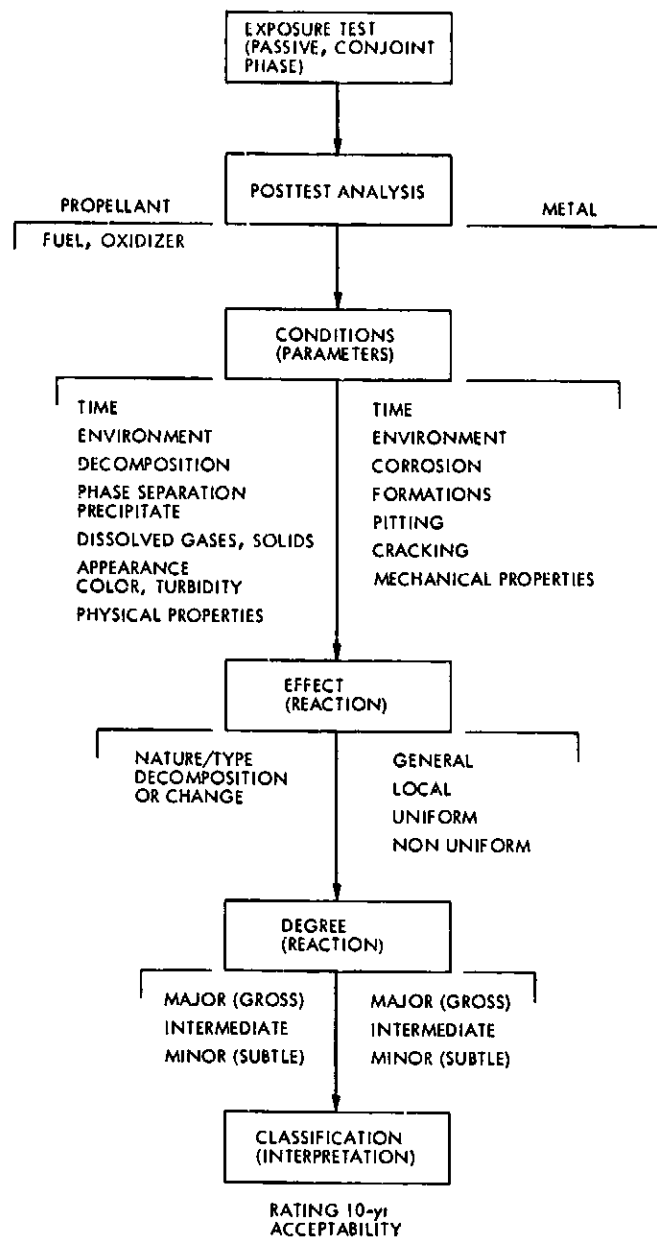 EXPOSURE TEST
(PASSIVE, CONJOINT
PHASE)
POSTTEST ANALYSIS
PROPELLANT
METAL
FUEL, OXIDIZER
CONDITIONS
(PARAMETERS)
TIME
ENVIRONMENT
DECOMPOSITION
PHASE SEPARATION
PRECIPITATE
DISSOLVED GASES, SOLIDS
APPEARANCE
COLOR, TURBIDITY
PHYSICAL PROPERTIES
TIME
ENVIRONMENT
CORROSION
FORMATIONS
PITTING
CRACKING
MECHANICAL PROPERTIES
EFFECT
(REACTION)
NATURE/TYPE
DECOMPOSITION
OR CHANGE
GENERAL
LOCAL
UNIFORM
NON UNIFORM
DEGREE
(REACTION)
MAJOR (GROSS)
INTERMEDIATE
MINOR (SUBTLE)
MAJOR (GROSS)
INTERMEDIATE
MINOR (SUBTLE)
CLASSIFICATION
(INTERPRETATION)
RATING 10-yr
ACCEPTABILITY